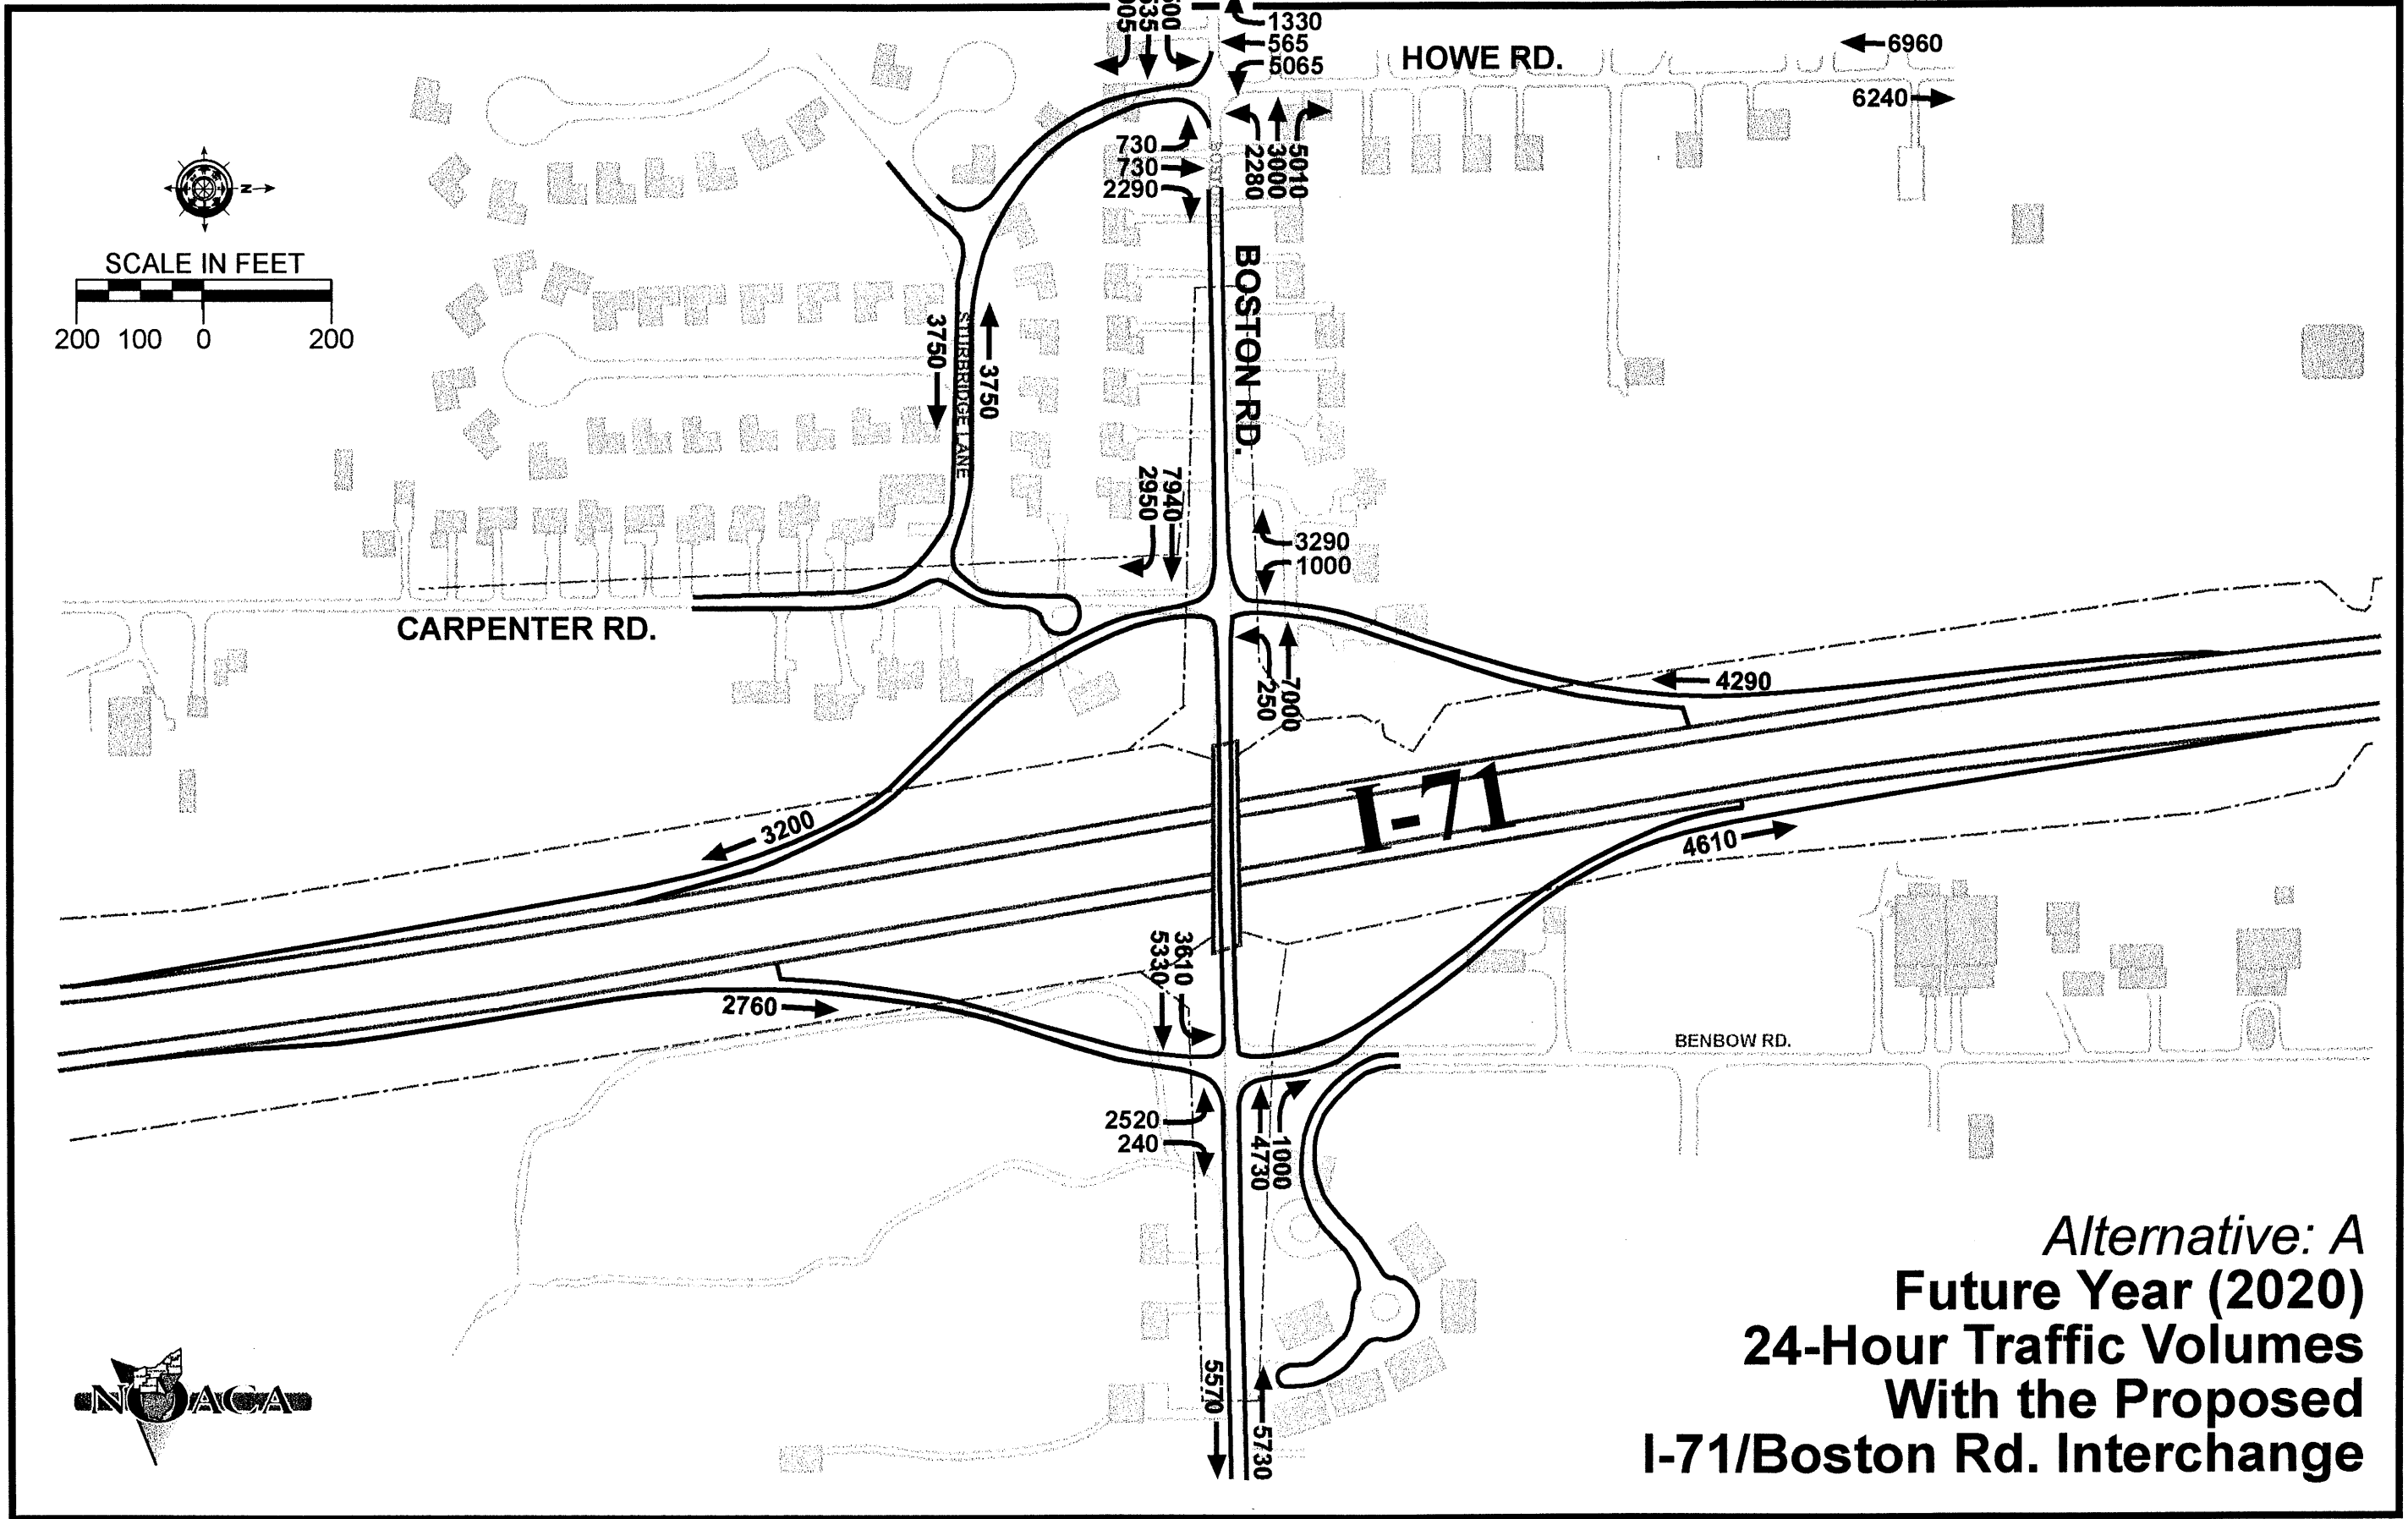 1330
565
5065
HOWE RD.
6960
6240
730
730
2290
2280
3000
5010
N
SCALE IN FEET
200 100 0 200
BOSTON RD.
3750
STURBRIDGE LANE
3750
7940
2950
3290
1000
CARPENTER RD.
250
7000
4290
I-71
3200
4610
3610
5330
2760
BENBOW RD.
2520
240
4730
1000
5570
5730
NOACA
Alternative: A
Future Year (2020)
24-Hour Traffic Volumes
With the Proposed
I-71/Boston Rd. Interchange